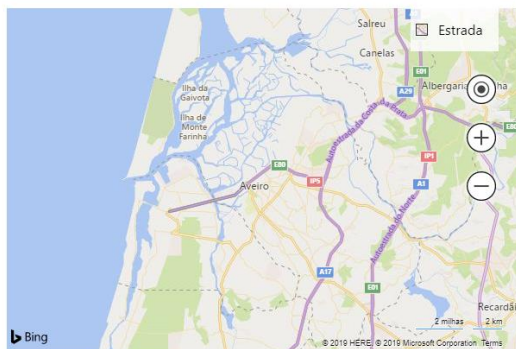 Salreu
Estrada
Canelas
E01
A29
Albergaria
Ilha da
Gaivota
Ilha de
Monte
Farinha
Autoestrada da Costa da Prata
E80
IP5
IP5
A1
Aveiro
Autoestrada do Norte
A17
E01
Recardã
2 milhas
2 km
Bing
© 2019 HERE, © 2019 Microsoft Corporation Terms